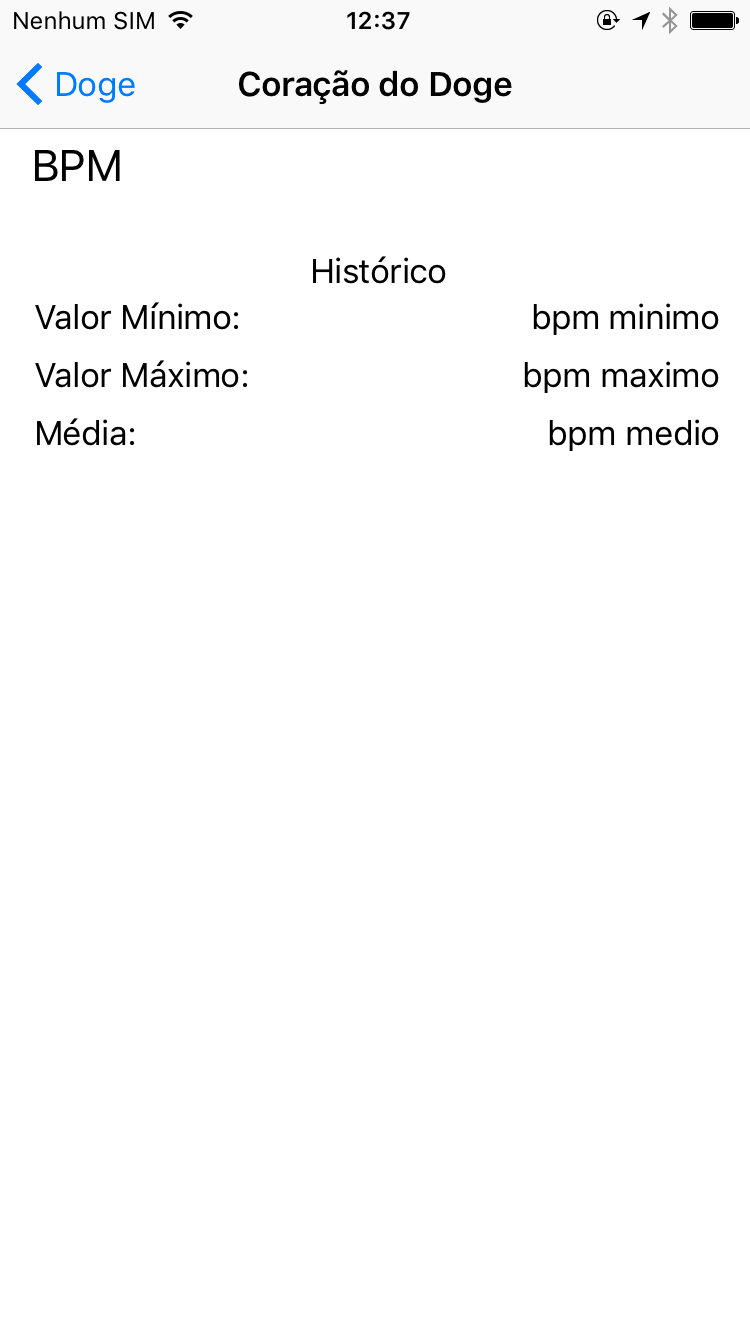 Nenhum SIM 12:37
Doge Coração do Doge
BPM
Histórico
Valor Mínimo: bpm minimo
Valor Máximo: bpm maximo
Média: bpm medio